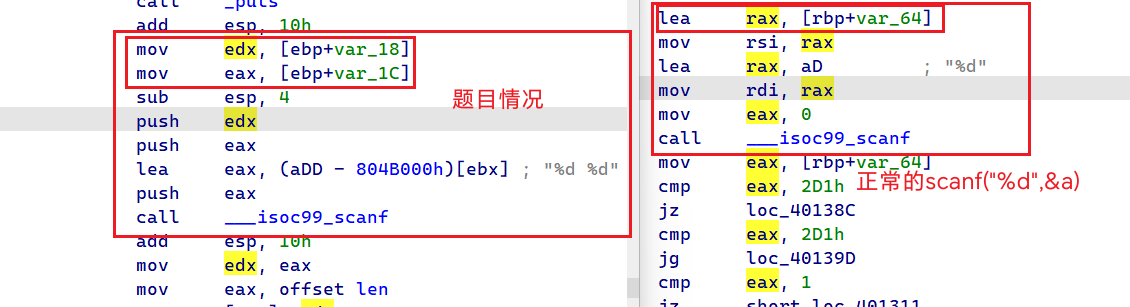 call _puts
add esp, 10h
mov edx, [ebp+var_18]
mov eax, [ebp+var_1C]
sub esp, 4
push edx
push eax
lea eax, (aDD - 804B000h)[ebx] ; "%d %d"
push eax
call ___isoc99_scanf
add esp, 10h
mov edx, eax
mov eax, offset len
题目情况
lea rax, [rbp+var_64]
mov rsi, rax
lea rax, aD ; "%d"
mov rdi, rax
mov eax, 0
call ___isoc99_scanf
mov eax, [rbp+var_64]
cmp eax, 2D1h
jz loc_40138C
cmp eax, 2D1h
jg loc_40139D
cmp eax, 1
jz short loc_401311
正常的scanf("%d",&a)